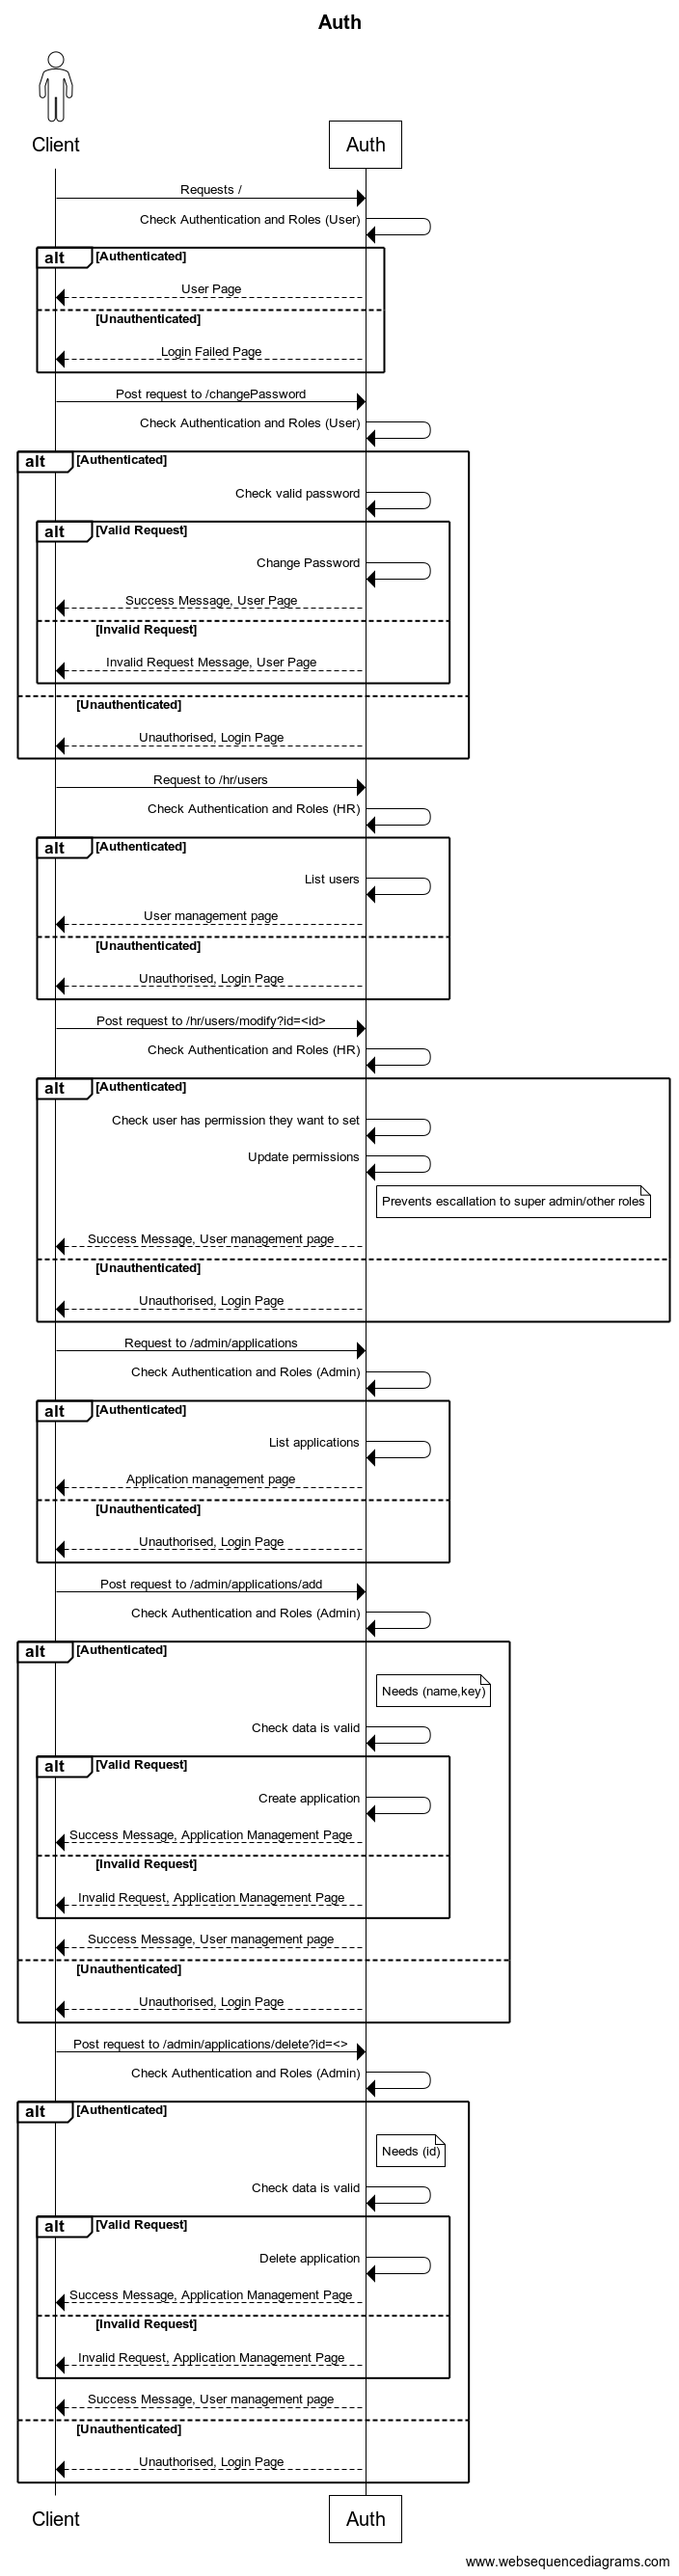 Auth
Client
Auth
Requests /
Check Authentication and Roles (User)
alt [Authenticated]
User Page
[Unauthenticated]
Login Failed Page
Post request to /changePassword
Check Authentication and Roles (User)
alt [Authenticated]
Check valid password
alt [Valid Request]
Change Password
Success Message, User Page
[Invalid Request]
Invalid Request Message, User Page
[Unauthenticated]
Unauthorised, Login Page
Request to /hr/users
Check Authentication and Roles (HR)
alt [Authenticated]
List users
User management page
[Unauthenticated]
Unauthorised, Login Page
Post request to /hr/users/modify?id=<id>
Check Authentication and Roles (HR)
alt [Authenticated]
Check user has permission they want to set
Update permissions
Prevents escallation to super admin/other roles
Success Message, User management page
[Unauthenticated]
Unauthorised, Login Page
Request to /admin/applications
Check Authentication and Roles (Admin)
alt [Authenticated]
List applications
Application management page
[Unauthenticated]
Unauthorised, Login Page
Post request to /admin/applications/add
Check Authentication and Roles (Admin)
alt [Authenticated]
Needs (name,key)
Check data is valid
alt [Valid Request]
Create application
Success Message, Application Management Page
[Invalid Request]
Invalid Request, Application Management Page
Success Message, User management page
[Unauthenticated]
Unauthorised, Login Page
Post request to /admin/applications/delete?id=<>
Check Authentication and Roles (Admin)
alt [Authenticated]
Needs (id)
Check data is valid
alt [Valid Request]
Delete application
Success Message, Application Management Page
[Invalid Request]
Invalid Request, Application Management Page
Success Message, User management page
[Unauthenticated]
Unauthorised, Login Page
Client
Auth
www.websequencediagrams.com